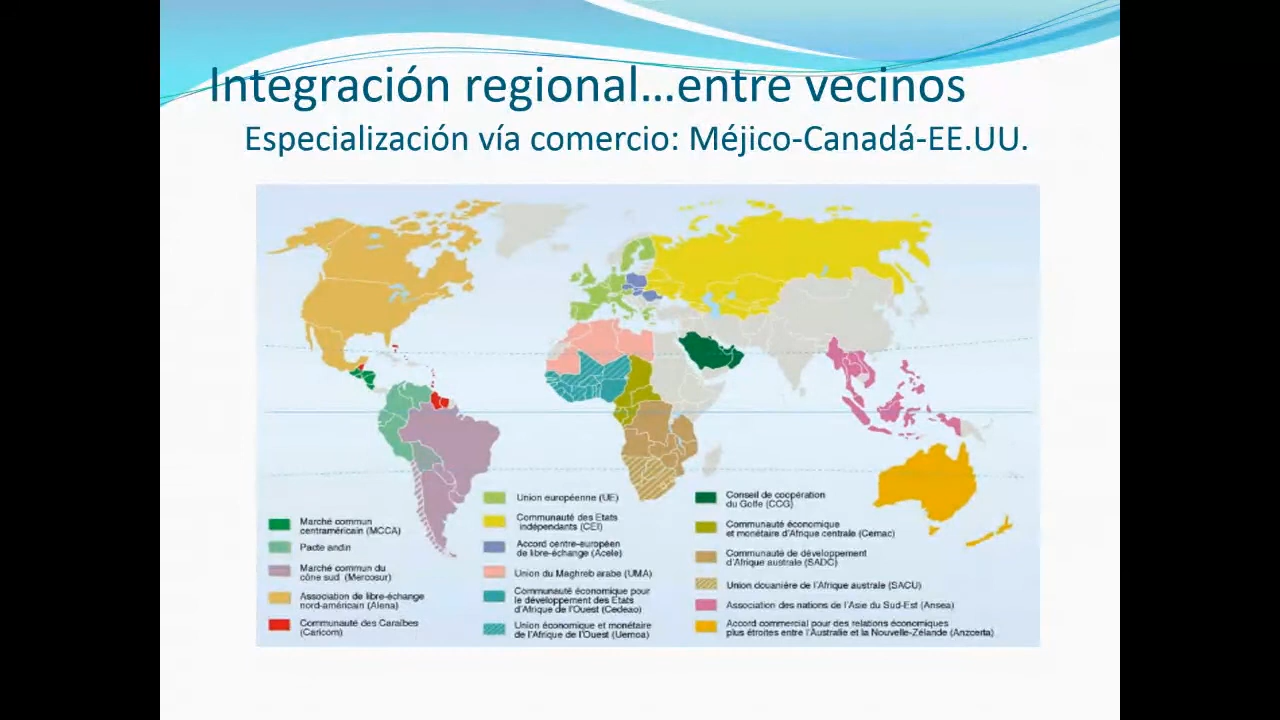 Integración regional…entre vecinos
Especialización vía comercio: Méjico-Canadá-EE.UU.
Marché commun
centraméricain (MCCA)
Pacte andin
Marché commun du
cône sud (Mercosur)
Association de libre-échange
nord-américain (Alena)
Communauté des Caraïbes
(Caricom)
Union européenne (UE)
Communauté des Etats
indépendants (CEI)
Accord centre-européen
de libre-échange (Acele)
Union du Maghreb arabe (UMA)
Communauté économique pour
le développement des Etats
d'Afrique de l'Ouest (Cedeao)
Union économique et monétaire
de l'Afrique de l'Ouest (Uemoa)
Conseil de coopération
du Golfe (CCG)
Communauté économique
et monétaire d'Afrique centrale (Cemac)
Communauté de développement
d'Afrique australe (SADC)
Union douanière de l'Afrique australe (SACU)
Association des nations de l'Asie du Sud-Est (Ansea)
Accord commercial pour des relations économiques
plus étroites entre l'Australie et la Nouvelle-Zélande (Anzcerta)